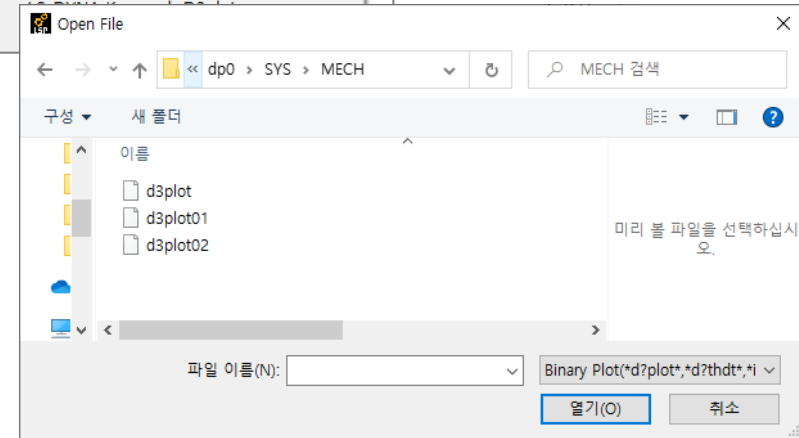 LSP Open File
« dp0 › SYS › MECH
MECH 검색
구성
새 폴더
?
이름
d3plot
d3plot01
d3plot02
미리 볼 파일을 선택하십시
오.
파일 이름(N):
Binary Plot(*d?plot*,*d?thdt*,*i
열기(O)
취소